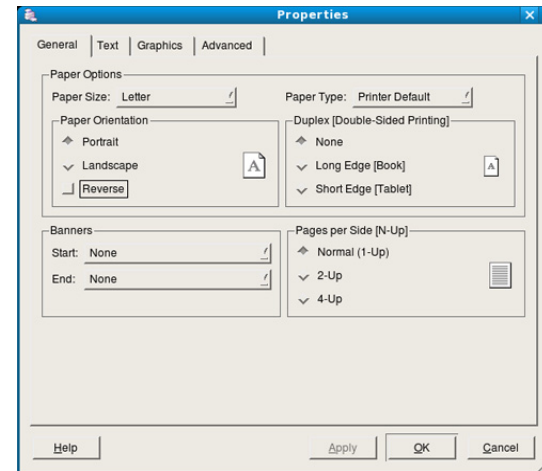 Properties
General Text Graphics Advanced
Paper Options
Paper Size: Letter Paper Type: Printer Default
Paper Orientation
Portrait
Landscape
Reverse
A
Duplex [Double-Sided Printing]
None
Long Edge [Book]
Short Edge [Tablet]
A
Banners
Start: None
End: None
Pages per Side [N-Up]
Normal (1-Up)
2-Up
4-Up
Help Apply OK Cancel